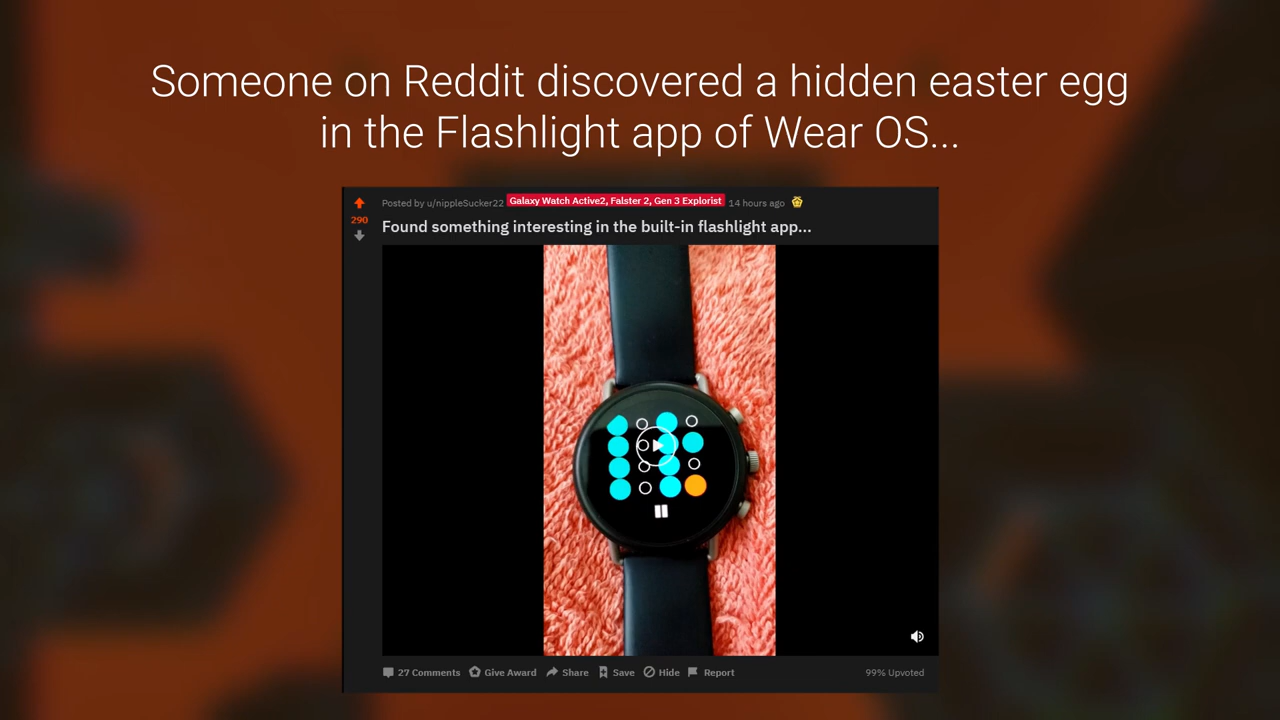 Someone on Reddit discovered a hidden easter egg
in the Flashlight app of Wear OS...
Posted by u/nippleSucker22 Galaxy Watch Active2, Falster 2, Gen 3 Explorist 14 hours ago
290
Found something interesting in the built-in flashlight app...
27 Comments Give Award Share Save Hide Report 99% Upvoted